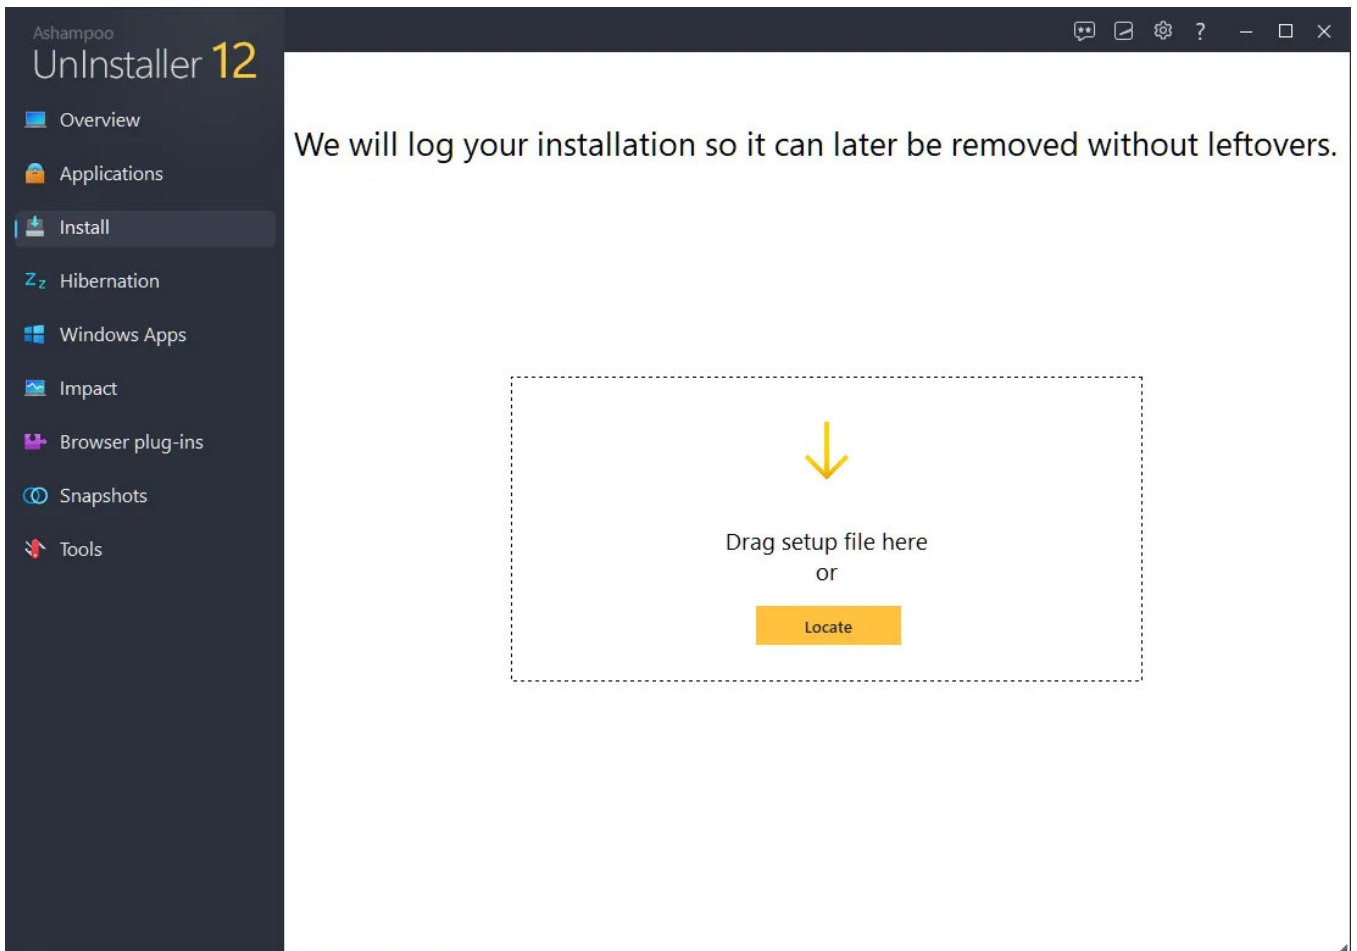 Ashampoo
UnInstaller 12
Overview
Applications
Install
Hibernation
Windows Apps
Impact
Browser plug-ins
Snapshots
Tools
We will log your installation so it can later be removed without leftovers.
Drag setup file here
or
Locate